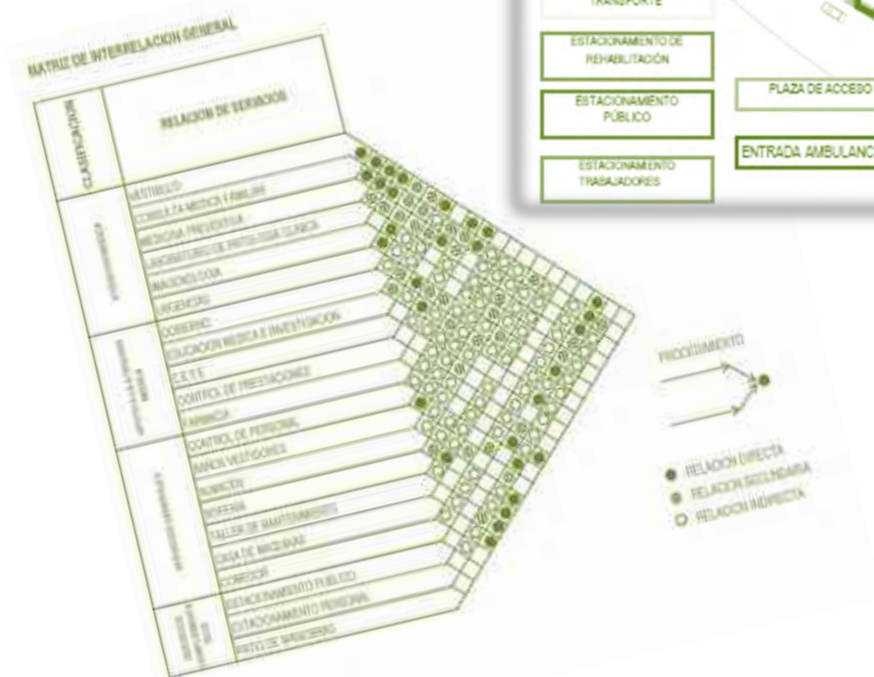 TRANSPORTE
ESTACIONAMIENTO DE
REHABILITACIÓN
ESTACIONAMIENTO
PÚBLICO
ESTACIONAMIENTO
TRABAJADORES
PLAZA DE ACCESO
ENTRADA AMBULANC
MATRIZ DE INTERRELACION GENERAL
CLASIFICACION
RELACION DE SERVICIOS
VESTIBULO
CONSULTA MEDICA FAMILIAR
MEDICINA PREVENTIVA
LABORATORIO DE PATOLOGIA CLINICA
IMAGENOLOGIA
URGENCIAS
GOBIERNO
EDUCACION MEDICA E INVESTIGACION
C.E.Y.E
CONTROL DE PRESTACIONES
FARMACIA
CONTROL DE PERSONAL
BAÑOS VESTIDORES
TALLER DE MANTENIMIENTO
CASA DE MAQUINAS
COMEDOR
ESTACIONAMIENTO PUBLICO
ESTACIONAMIENTO PERSONAL
PATIO DE MANIOBRAS
PROCEDIMIENTO
RELACION DIRECTA
RELACION SECUNDARIA
RELACION INDIRECTA